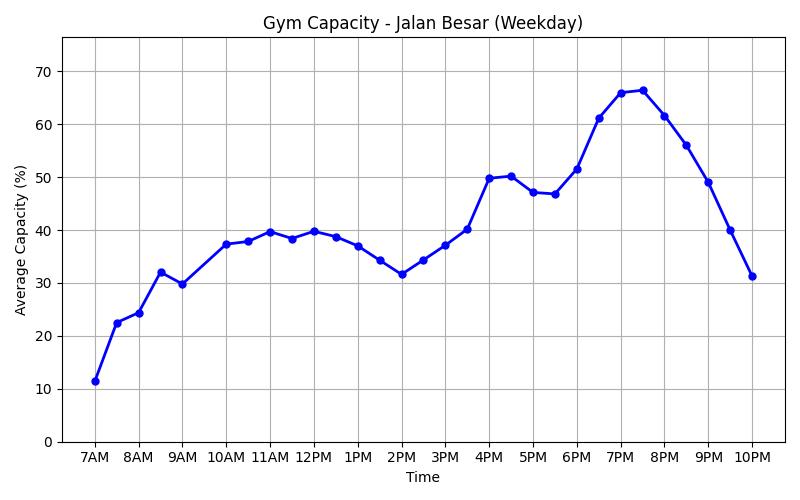 Gym Capacity - Jalan Besar (Weekday)
Average Capacity (%)
70
60
50
40
30
20
10
0
7AM 8AM 9AM 10AM 11AM 12PM 1PM 2PM 3PM 4PM 5PM 6PM 7PM 8PM 9PM 10PM
Time